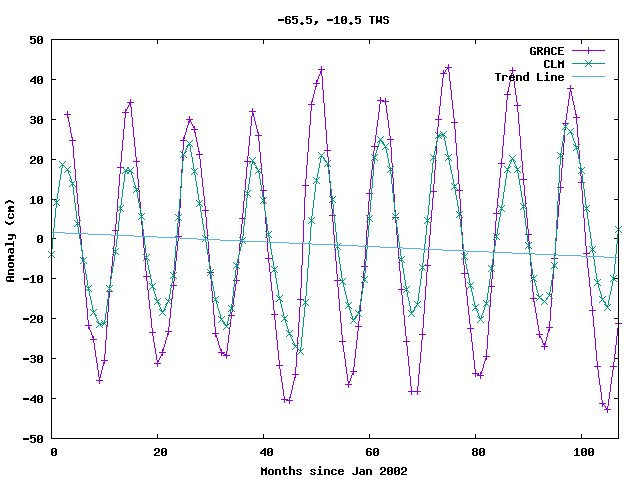 -65.5, -10.5 TWS
GRACE
CLM
Trend Line
50
40
30
20
10
0
-10
-20
-30
-40
-50
Anomaly (cm)
0 20 40 60 80 100
Months since Jan 2002